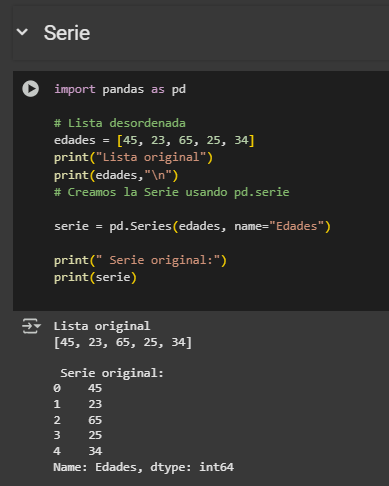 Serie
import pandas as pd
# Lista desordenada
edades = [45, 23, 65, 25, 34]
print("Lista original")
print(edades,"\n")
# Creamos la Serie usando pd.serie
serie = pd.Series(edades, name="Edades")
print(" Serie original:")
print(serie)
Lista original
[45, 23, 65, 25, 34]
 Serie original:
0    45
1    23
2    65
3    25
4    34
Name: Edades, dtype: int64